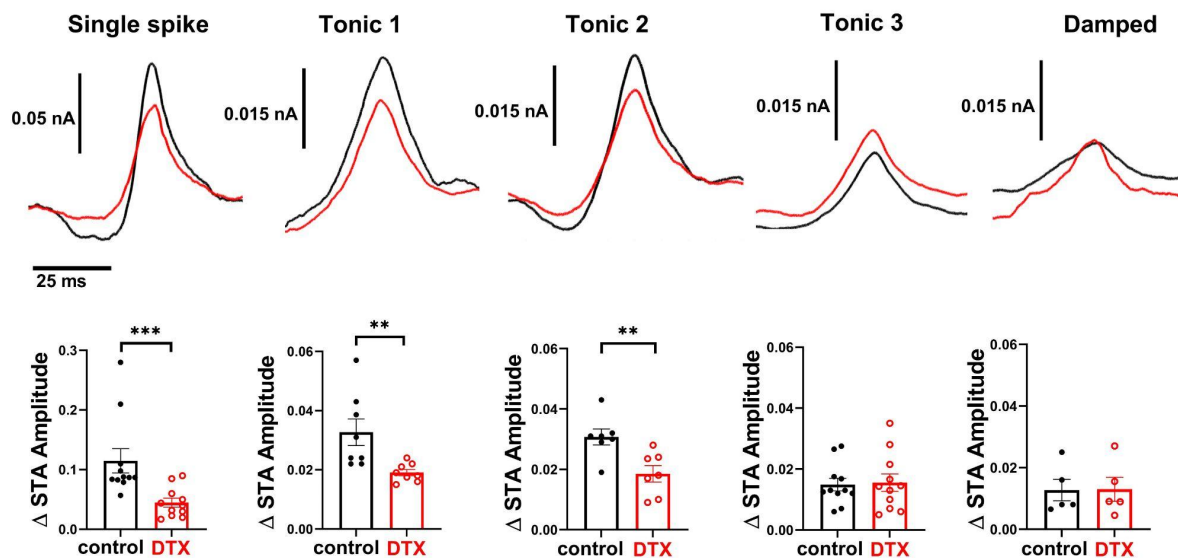 Single spike Tonic 1 Tonic 2 Tonic 3 Damped
0.05 nA 0.015 nA 0.015 nA 0.015 nA 0.015 nA
25 ms
*** ** **
Δ STA Amplitude
0.3
0.2
0.1
0.0
control DTX
Δ STA Amplitude
0.06
0.04
0.02
0.00
control DTX
Δ STA Amplitude
0.06
0.04
0.02
0.00
control DTX
Δ STA Amplitude
0.06
0.04
0.02
0.00
control DTX
Δ STA Amplitude
0.06
0.04
0.02
0.00
control DTX